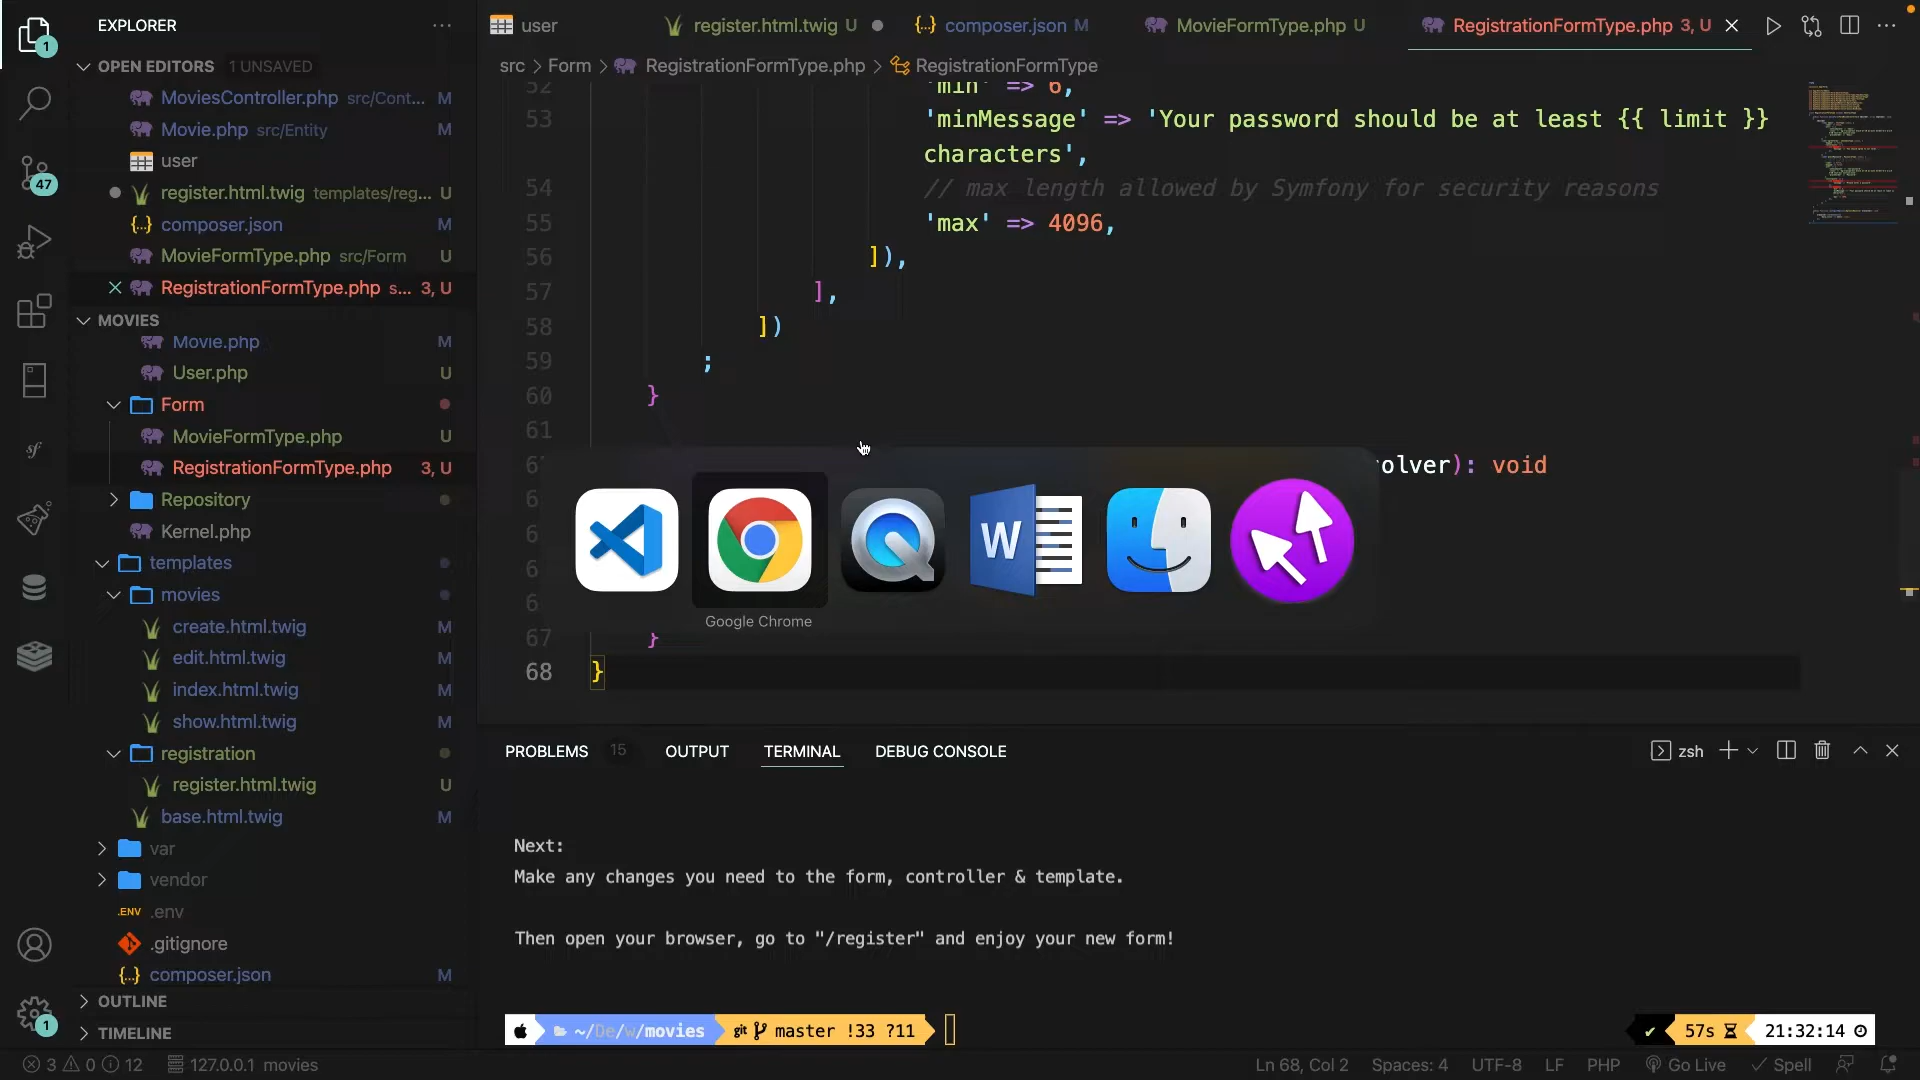 EXPLORER
OPEN EDITORS 1 UNSAVED
MoviesController.php src/Cont... M
Movie.php src/Entity M
user
register.html.twig templates/reg... U
composer.json M
MovieFormType.php src/Form U
RegistrationFormType.php s... 3, U
MOVIES
Movie.php M
User.php U
Form
MovieFormType.php U
RegistrationFormType.php 3, U
Repository
Kernel.php
templates
movies
create.html.twig M
edit.html.twig M
index.html.twig M
show.html.twig M
registration
register.html.twig U
base.html.twig M
var
vendor
.ENV .env
.gitignore
composer.json M
OUTLINE
TIMELINE
1
47
sf
1
user
register.html.twig U
composer.json M
MovieFormType.php U
RegistrationFormType.php 3, U
src > Form > RegistrationFormType.php > RegistrationFormType
52 'min' => 6,
53 'minMessage' => 'Your password should be at least {{ limit }}
characters',
54 // max length allowed by Symfony for security reasons
55 'max' => 4096,
56 ]),
57 ],
58 ])
59 ;
60 }
61
olver): void
67 }
68 }
W
Google Chrome
PROBLEMS 15 OUTPUT TERMINAL DEBUG CONSOLE
zsh
Next:
Make any changes you need to the form, controller & template.
Then open your browser, go to "/register" and enjoy your new form!
~/De/w/movies git master !33 ?11
57s 21:32:14
3 0 12 127.0.0.1 movies
Ln 68, Col 2 Spaces: 4 UTF-8 LF PHP Go Live Spell